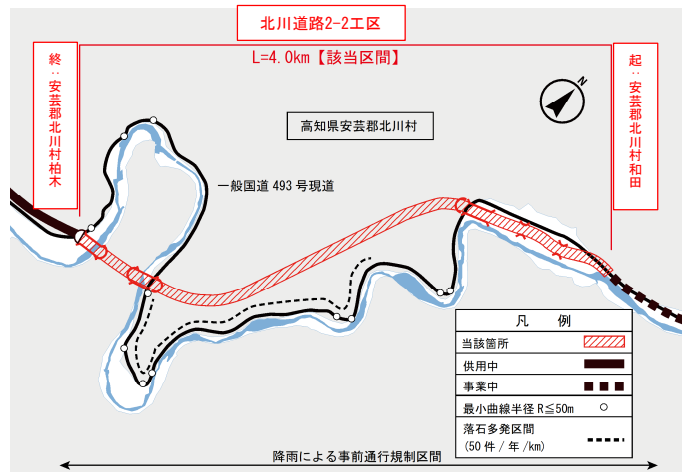 北川道路2-2工区
L=4.0km【該当区間】
終：安芸郡北川村柏木
起：安芸郡北川村和田
N
高知県安芸郡北川村
一般国道 493 号現道
凡　例
当該箇所
供用中
事業中
最小曲線半径 R≦50m
落石多発区間
(50 件 / 年 /km)
降雨による事前通行規制区間